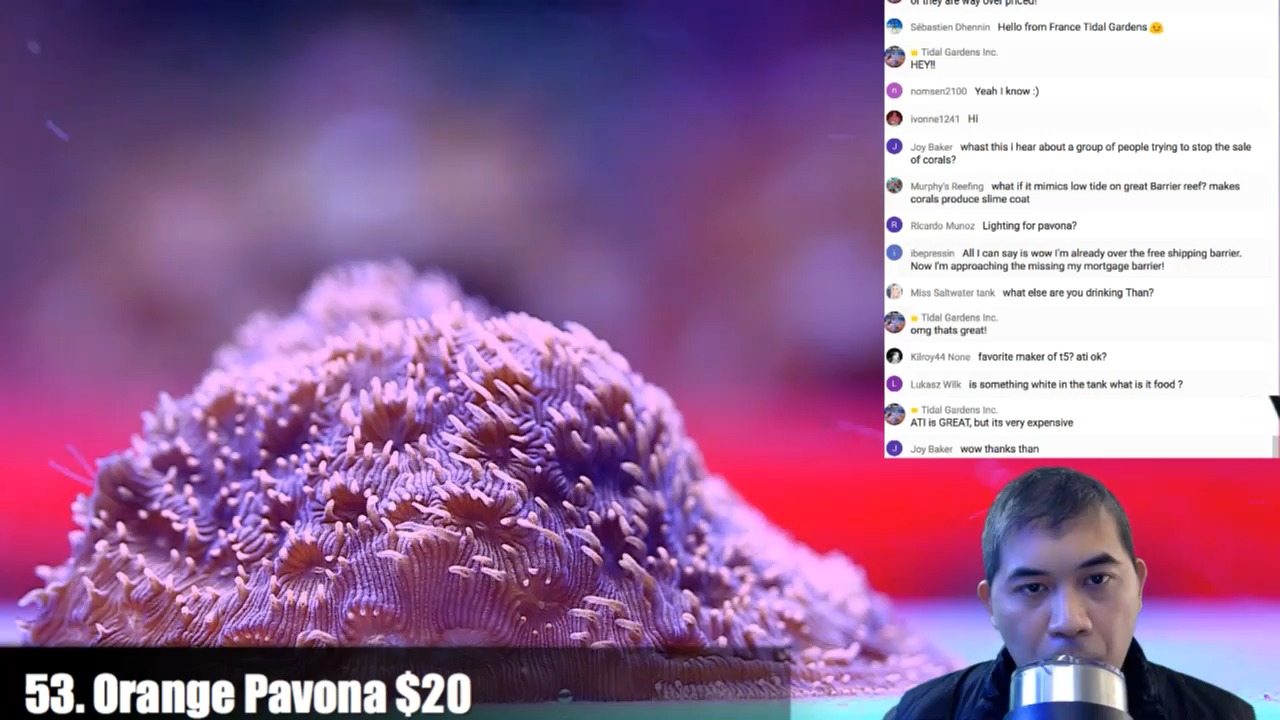 or they are way over priced!
Sébastien Dhennin Hello from France Tidal Gardens 🙂
Tidal Gardens Inc.
HEY!!
n nomsen2100 Yeah I know :)
ivonne1241 Hi
J Joy Baker whast this i hear about a group of people trying to stop the sale
of corals?
Murphy's Reefing what if it mimics low tide on great Barrier reef? makes
corals produce slime coat
R Ricardo Munoz Lighting for pavona?
i ibepressin All I can say is wow I'm already over the free shipping barrier.
Now I'm approaching the missing my mortgage barrier!
Miss Saltwater tank what else are you drinking Than?
Tidal Gardens Inc.
omg thats great!
Kilroy44 None favorite maker of t5? ati ok?
L Lukasz Wilk is something white in the tank what is it food ?
Tidal Gardens Inc.
ATI is GREAT, but its very expensive
J Joy Baker wow thanks than
53. Orange Pavona $20